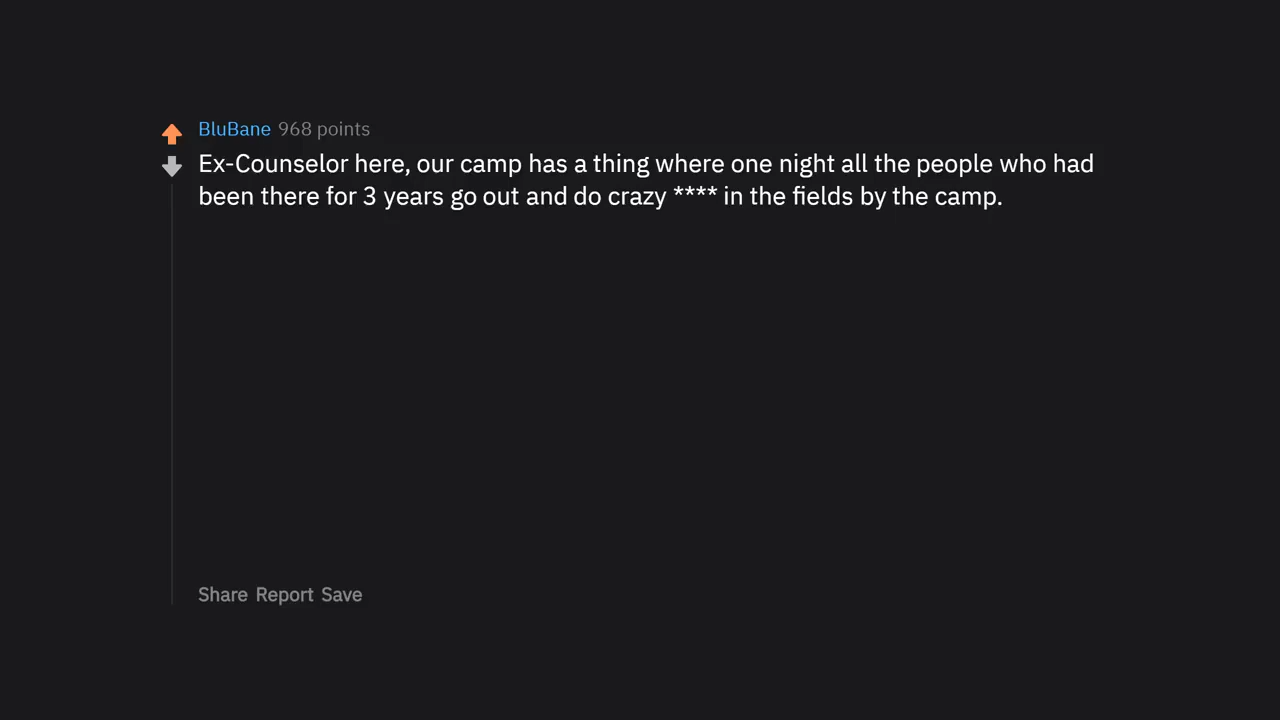 BluBane 968 points
Ex-Counselor here, our camp has a thing where one night all the people who had
been there for 3 years go out and do crazy **** in the fields by the camp.
Share Report Save